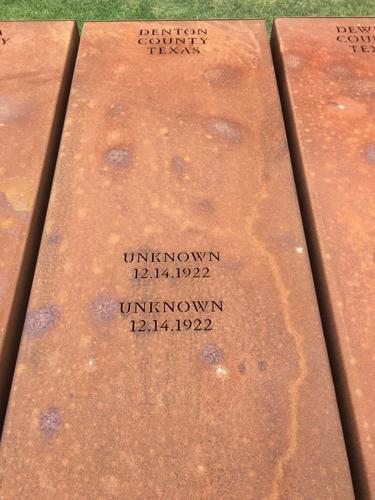 DENTON
COUNTY
TEXAS
UNKNOWN
12.14.1922
UNKNOWN
12.14.1922